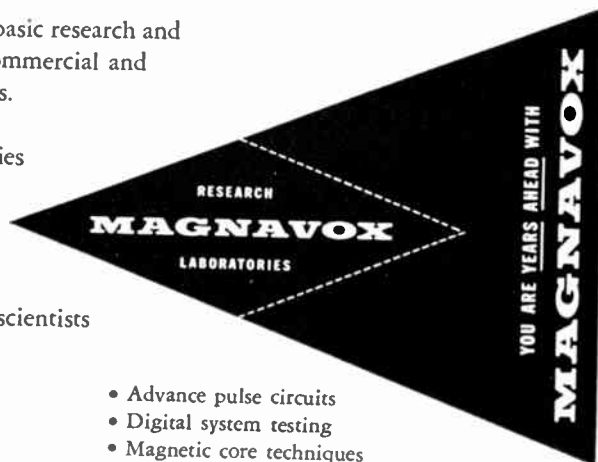 basic research and
ommercial and
s.
ies
RESEARCH
MAGNAVOX
LABORATORIES
YOU ARE YEARS AHEAD WITH
MAGNAVOX
scientists
• Advance pulse circuits
• Digital system testing
• Magnetic core techniques